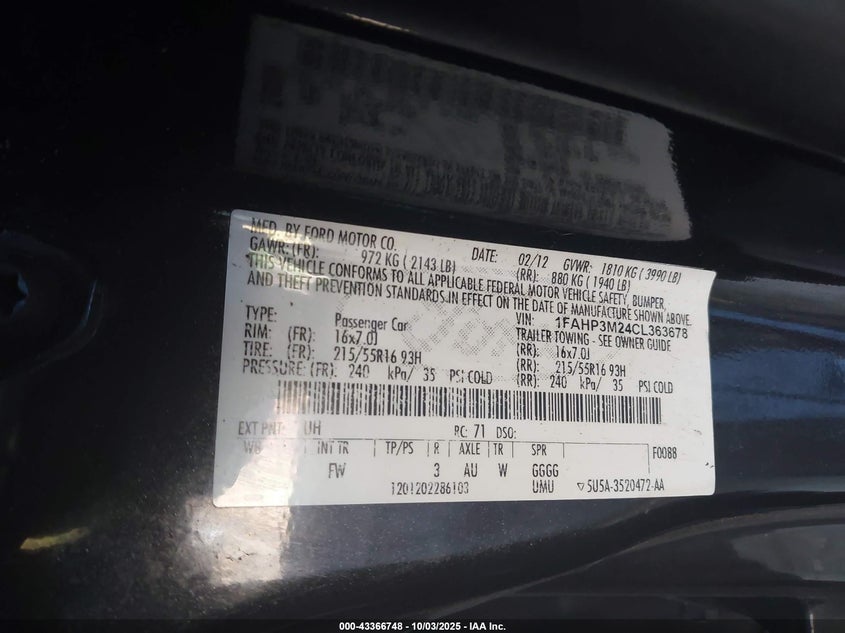 MFD. BY FORD MOTOR CO. DATE: 02/12 GVWR: 1810 KG (3990 LB)
GAWR: (FR): 972 KG (2143 LB) (RR): 880 KG (1940 LB)
THIS VEHICLE CONFORMS TO ALL APPLICABLE FEDERAL MOTOR VEHICLE SAFETY, BUMPER,
AND THEFT PREVENTION STANDARDS IN EFFECT ON THE DATE OF MANUFACTURE SHOWN ABOVE.
VIN: 1FAHP3M24CL363678
TYPE: Passenger Car TRAILER TOWING - SEE OWNER GUIDE
RIM: (FR): 16x7.0J (RR): 16x7.0J
TIRE: (FR): 215/55R16 93H (RR): 215/55R16 93H
PRESSURE: (FR): 240 kPa/ 35 PSI COLD (RR): 240 kPa/ 35 PSI COLD
EXT PNT: UH RC: 71 DSO:
WB INT TR TP/PS R AXLE TR SPR F0088
FW 3 AU W GGGG
1201202286103 UMU ▽5U5A-3520472-AA
000-43366748 - 10/03/2025 - IAA Inc.